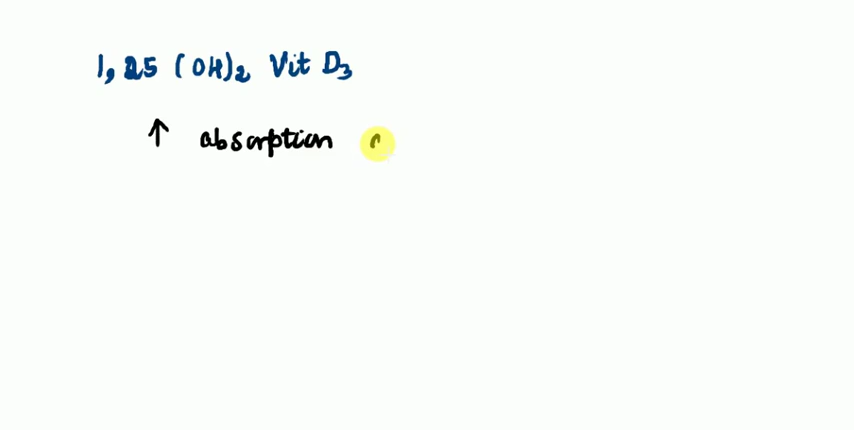 1, 25 (OH)₂ Vit D₃
↑ absorption